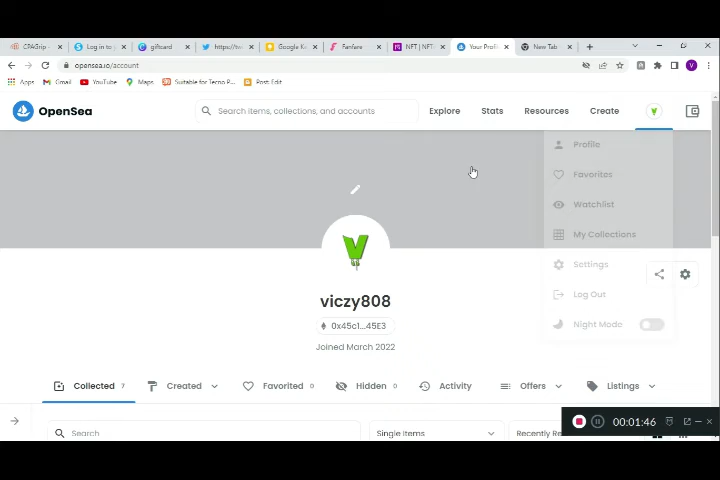 CPAGrip -
Log in to
giftcard
https://tw
Google K
Fanfare
NFT | NFT
Your Profi
New Tab
opensea.io/account
Apps
Gmail
YouTube
Maps
Suitable for Tecno P...
Post: Edit
OpenSea
Search items, collections, and accounts
Explore
Stats
Resources
Create
Profile
Favorites
Watchlist
My Collections
Settings
Log Out
Night Mode
viczy808
0x45c1...45E3
Joined March 2022
Collected 7
Created
Favorited 0
Hidden 0
Activity
Offers
Listings
Search
Single Items
Recently Re
00:01:46